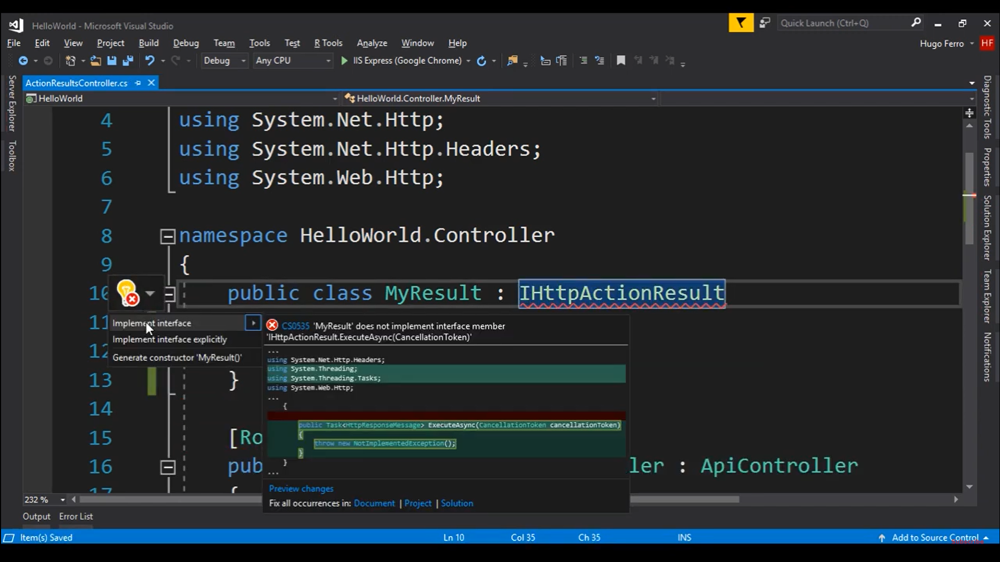 HelloWorld - Microsoft Visual Studio
Quick Launch (Ctrl+Q)
File Edit View Project Build Debug Team Tools Test R Tools Analyze Window Help
Hugo Ferro HF
Debug Any CPU IIS Express (Google Chrome)
ActionResultsController.cs
HelloWorld HelloWorld.Controller.MyResult
Server Explorer
Toolbox
Diagnostic Tools
Properties
Solution Explorer
Team Explorer
Notifications
4 using System.Net.Http;
5 using System.Net.Http.Headers;
6 using System.Web.Http;
7
8 namespace HelloWorld.Controller
9 {
10 public class MyResult : IHttpActionResult
11
Implement interface
Implement interface explicitly
12
Generate constructor 'MyResult()'
CS0535 'MyResult' does not implement interface member
'IHttpActionResult.ExecuteAsync(CancellationToken)'
...
using System.Net.Http.Headers;
using System.Threading;
using System.Threading.Tasks;
using System.Web.Http;
...
{
public Task<HttpResponseMessage> ExecuteAsync(CancellationToken cancellationToken)
{
throw new NotImplementedException();
}
}
...
Preview changes
Fix all occurrences in: Document | Project | Solution
13 }
14
15 [Ro
16 pu ler : ApiController
17 {
232 %
Output Error List
Item(s) Saved Ln 10 Col 35 Ch 35 INS Add to Source Control